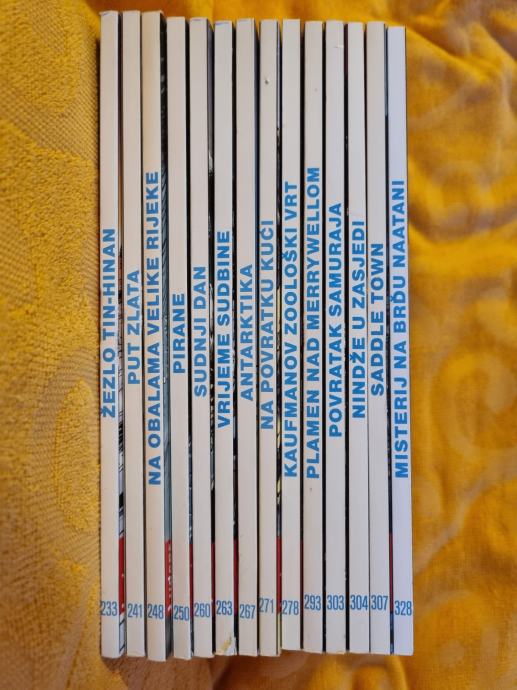 ŽEZLO TIN-HINAN
233
PUT ZLATA
241
NA OBALAMA VELIKE RIJEKE
248
PIRANE
250
SUDNJI DAN
260
VRIJEME SUDBINE
263
ANTARKTIKA
267
NA POVRATKU KUĆI
271
KAUFMANOV ZOOLOŠKI VRT
278
PLAMEN NAD MERRYWELLOM
293
POVRATAK SAMURAJA
303
NINDŽE U ZASJEDI
304
SADDLE TOWN
307
MISTERIJ NA BRDU NAATANI
328